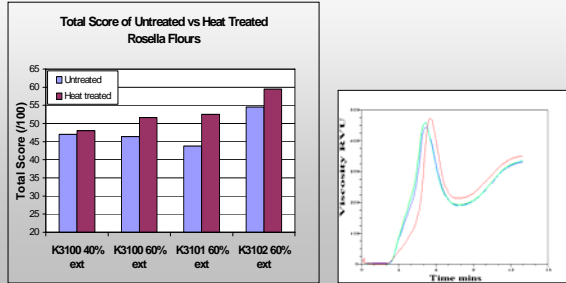 Total Score of Untreated vs Heat Treated
Rosella Flours
65
60
55
50
45
40
35
30
25
20
Total Score (/100)
Untreated
Heat treated
K3100 40%
ext
K3100 60%
ext
K3101 60%
ext
K3102 60%
ext
Viscosity RVU
Time mins